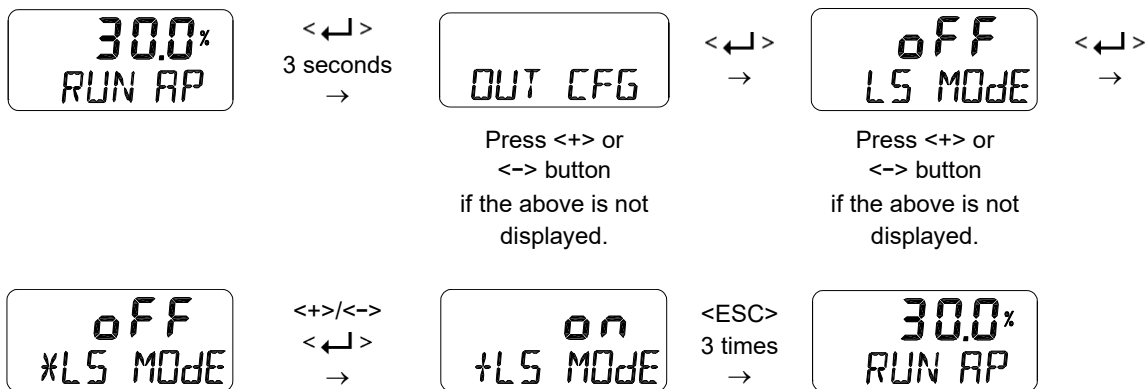 30.0%
RUN AP
<↵>
3 seconds
→
OUT CFG
Press <+> or
<-> button
if the above is not
displayed.
<↵>
→
oFF
LS MOdE
Press <+> or
<-> button
if the above is not
displayed.
<↵>
→
oFF
*LS MOdE
<+>/<->
<↵>
→
on
+LS MOdE
<ESC>
3 times
→
30.0%
RUN AP